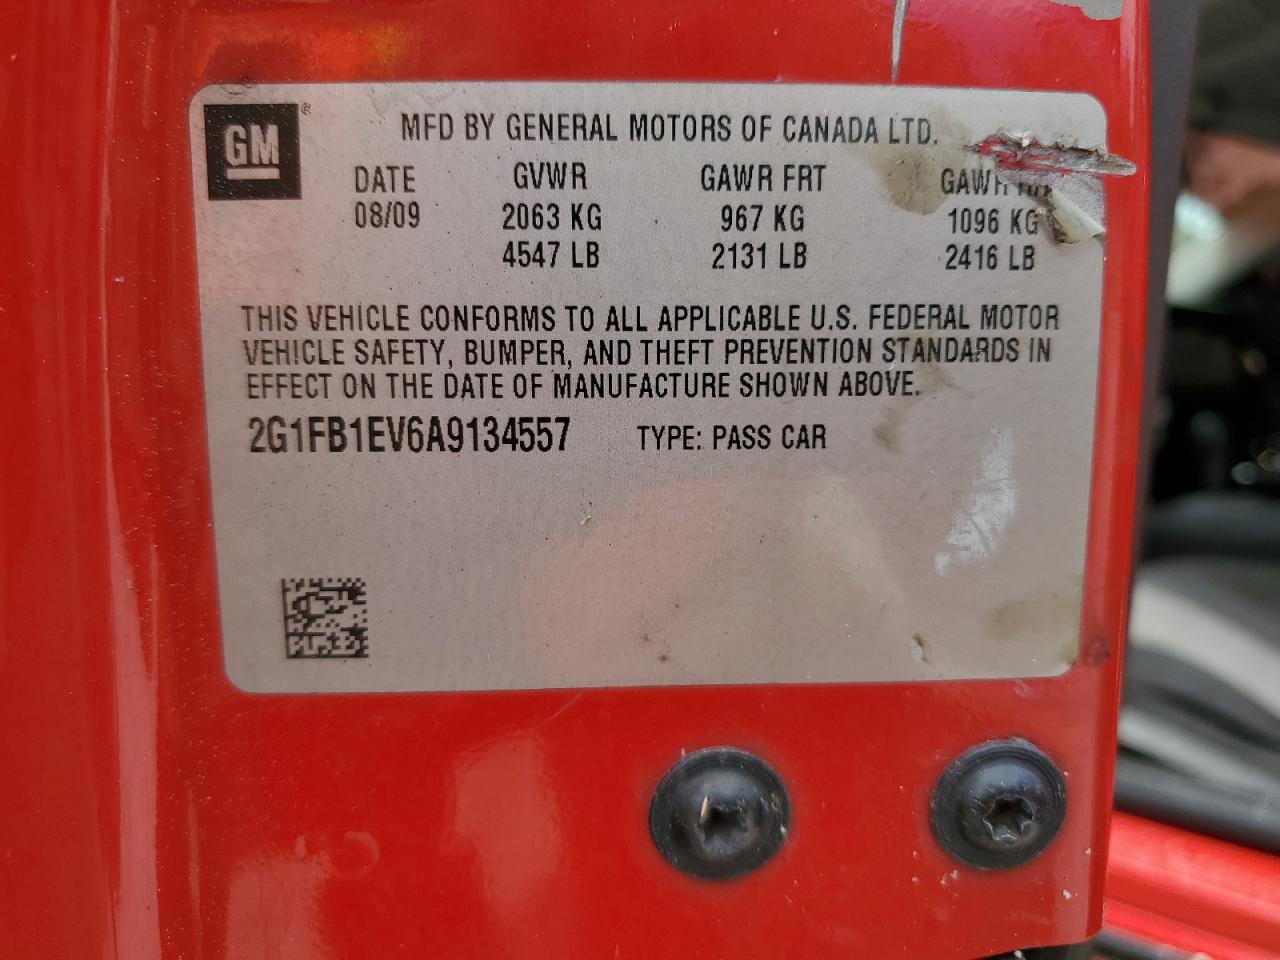 GM®
MFD BY GENERAL MOTORS OF CANADA LTD.
DATE GVWR GAWR FRT GAWR
08/09 2063 KG 967 KG 1096 KG
4547 LB 2131 LB 2416 LB
THIS VEHICLE CONFORMS TO ALL APPLICABLE U.S. FEDERAL MOTOR
VEHICLE SAFETY, BUMPER, AND THEFT PREVENTION STANDARDS IN
EFFECT ON THE DATE OF MANUFACTURE SHOWN ABOVE.
2G1FB1EV6A9134557 TYPE: PASS CAR